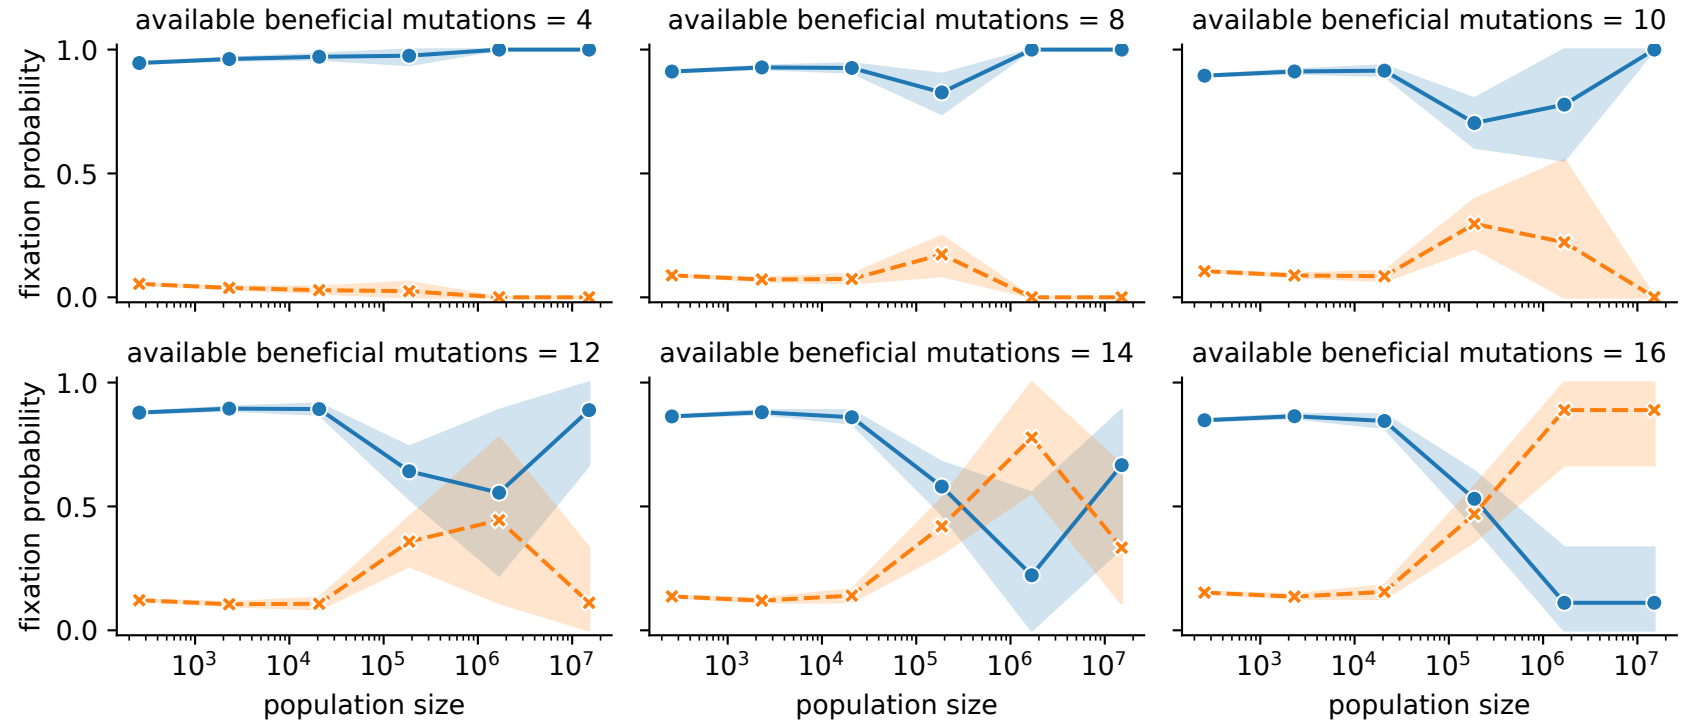 available beneficial mutations = 4
available beneficial mutations = 8
available beneficial mutations = 10
fixation probability
1.0
0.5
0.0
available beneficial mutations = 12
available beneficial mutations = 14
available beneficial mutations = 16
fixation probability
1.0
0.5
0.0
10³ 10⁴ 10⁵ 10⁶ 10⁷
10³ 10⁴ 10⁵ 10⁶ 10⁷
10³ 10⁴ 10⁵ 10⁶ 10⁷
population size
population size
population size